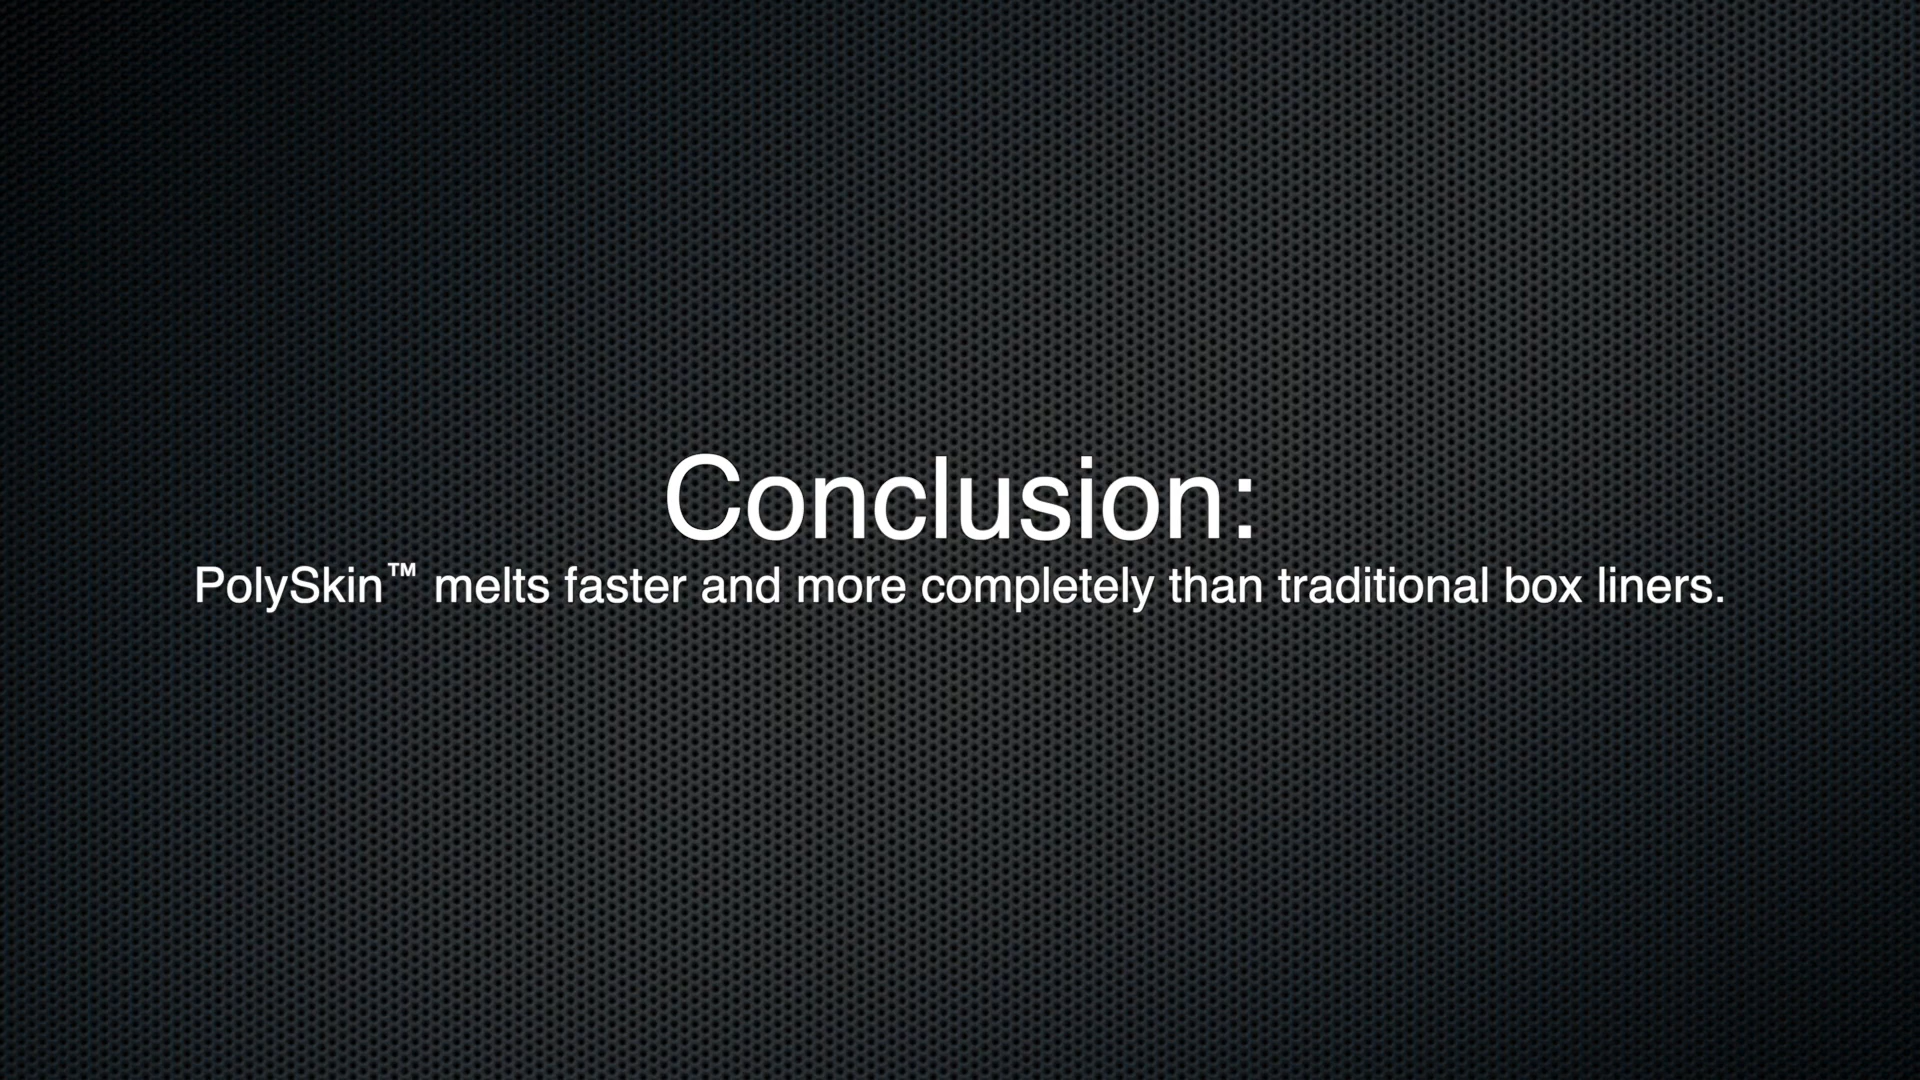 Conclusion:
PolySkin™ melts faster and more completely than traditional box liners.